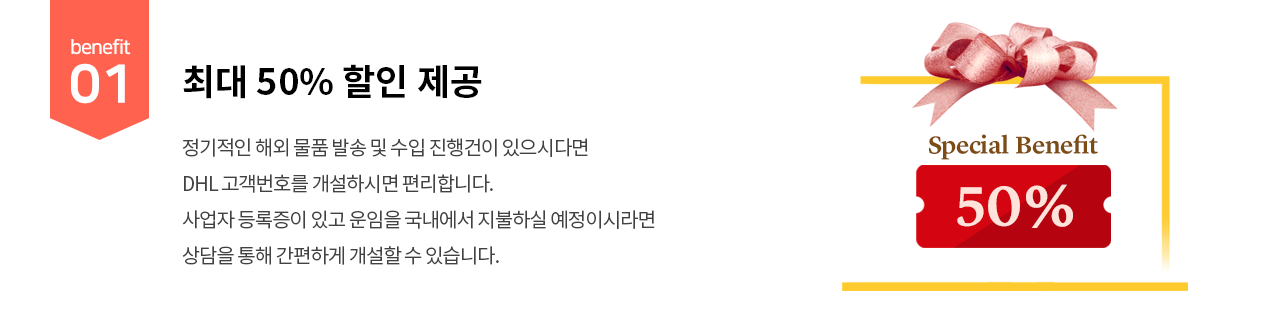 benefit
01
최대 50% 할인 제공
정기적인 해외 물품 발송 및 수입 진행건이 있으시다면
DHL 고객번호를 개설하시면 편리합니다.
사업자 등록증이 있고 운임을 국내에서 지불하실 예정이시라면
상담을 통해 간편하게 개설할 수 있습니다.
Special Benefit
50%